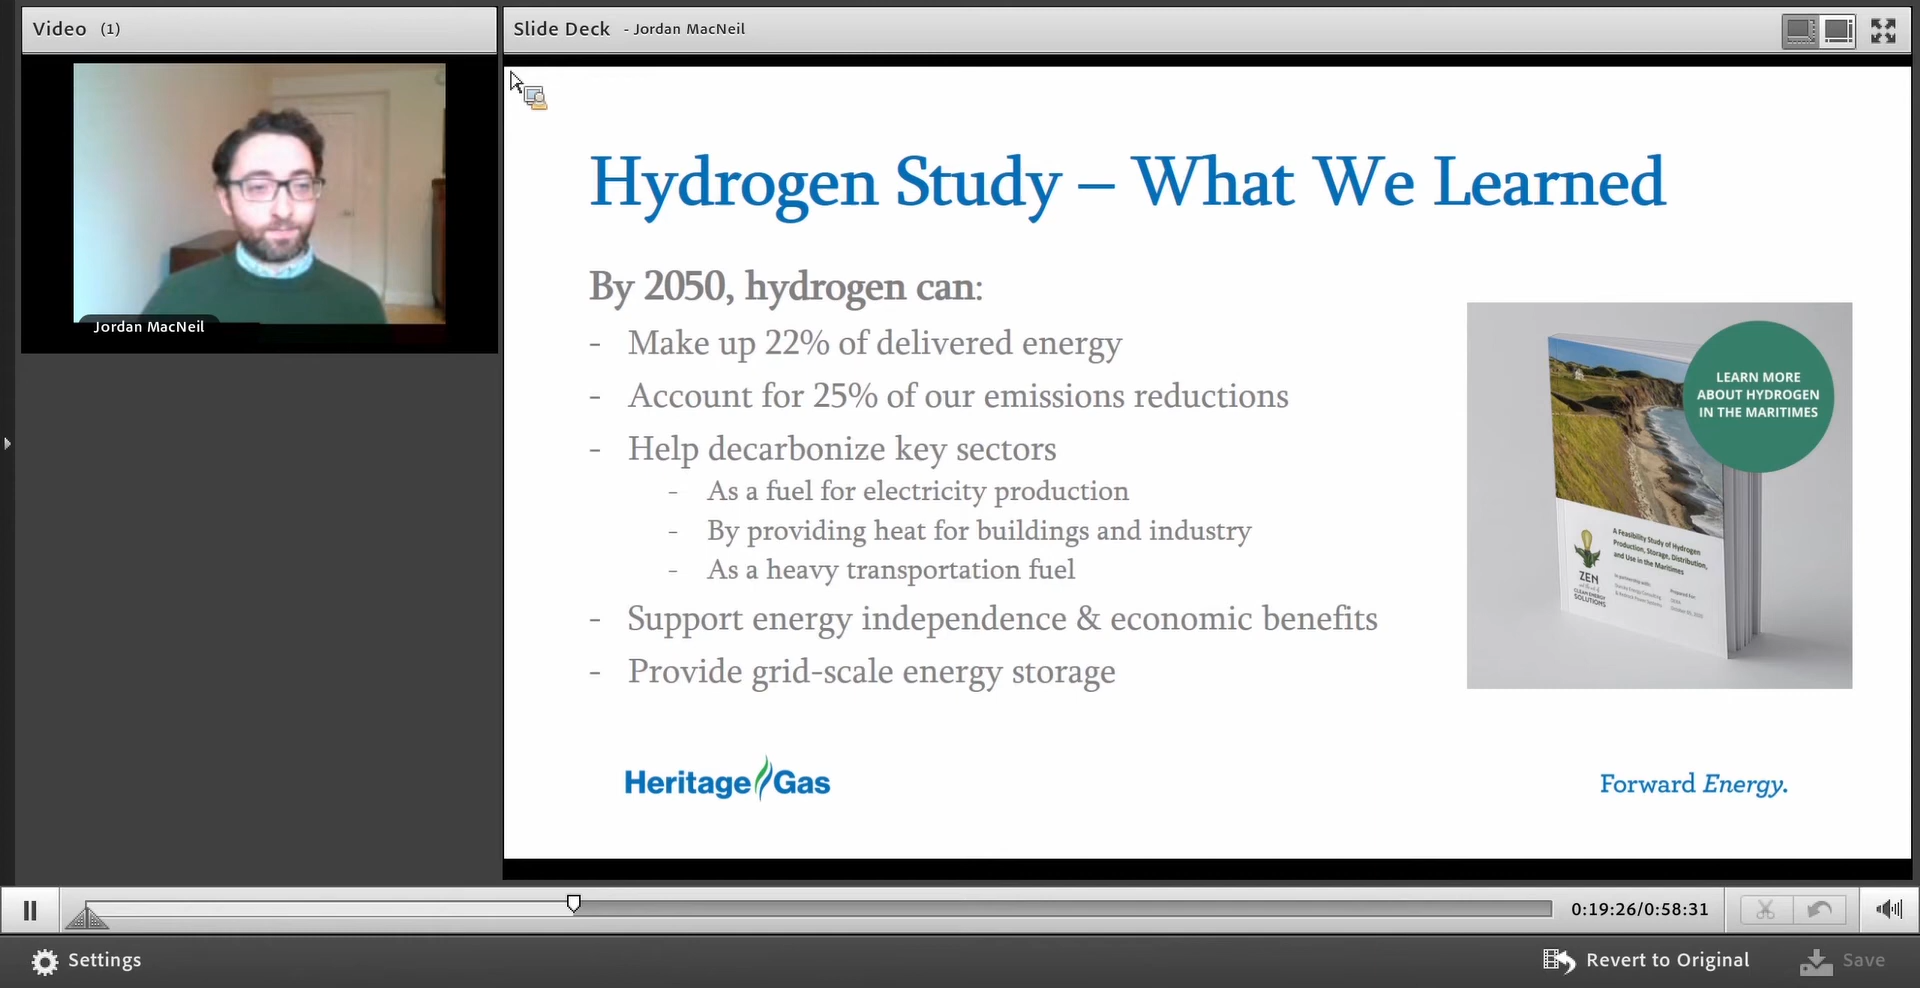 Video (1)
Slide Deck - Jordan MacNeil
Jordan MacNeil
Hydrogen Study – What We Learned
By 2050, hydrogen can:
- Make up 22% of delivered energy
- Account for 25% of our emissions reductions
- Help decarbonize key sectors
- As a fuel for electricity production
- By providing heat for buildings and industry
- As a heavy transportation fuel
- Support energy independence & economic benefits
- Provide grid-scale energy storage
LEARN MORE
ABOUT HYDROGEN
IN THE MARITIMES
A Feasibility Study of Hydrogen
Production, Storage, Distribution,
and Use in the Maritimes
ZEN
CLEAN ENERGY
SOLUTIONS
In partnership with:
Prepared For:
Heritage Gas
Forward Energy.
0:19:26/0:58:31
Settings
Revert to Original
Save